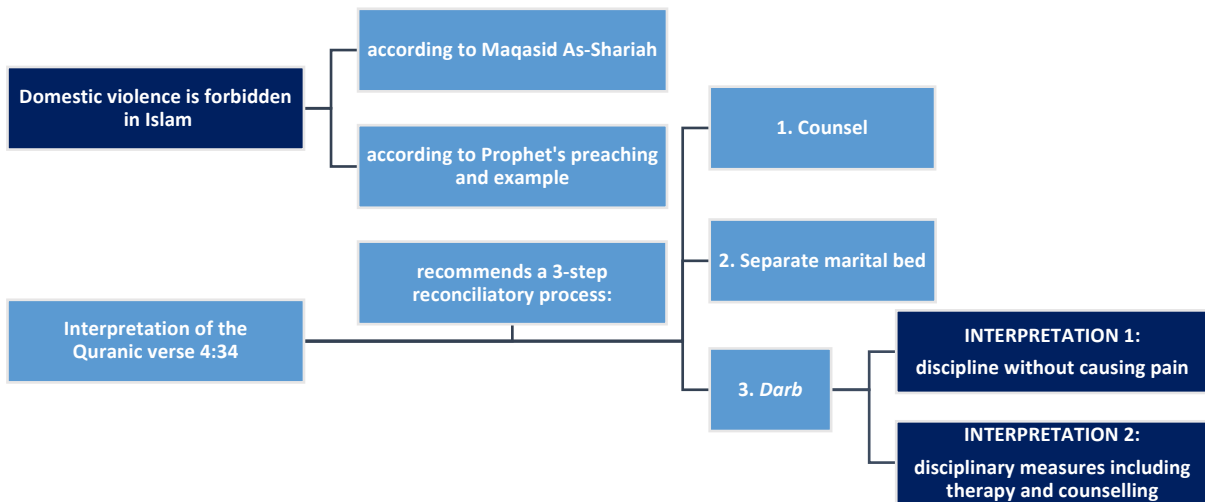 Domestic violence is forbidden
in Islam
according to Maqasid As-Shariah
according to Prophet's preaching
and example
Interpretation of the
Quranic verse 4:34
recommends a 3-step
reconciliatory process:
1. Counsel
2. Separate marital bed
3. Darb
INTERPRETATION 1:
discipline without causing pain
INTERPRETATION 2:
disciplinary measures including
therapy and counselling